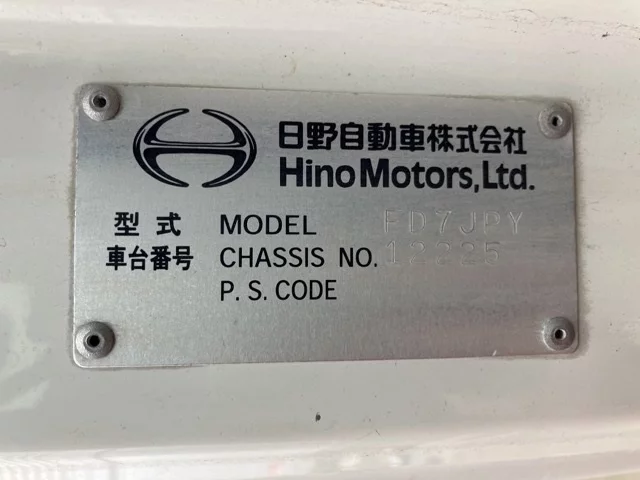 日野自動車株式会社
Hino Motors, Ltd.
型式 MODEL FD7JPY
車台番号 CHASSIS NO. 12225
P. S. CODE